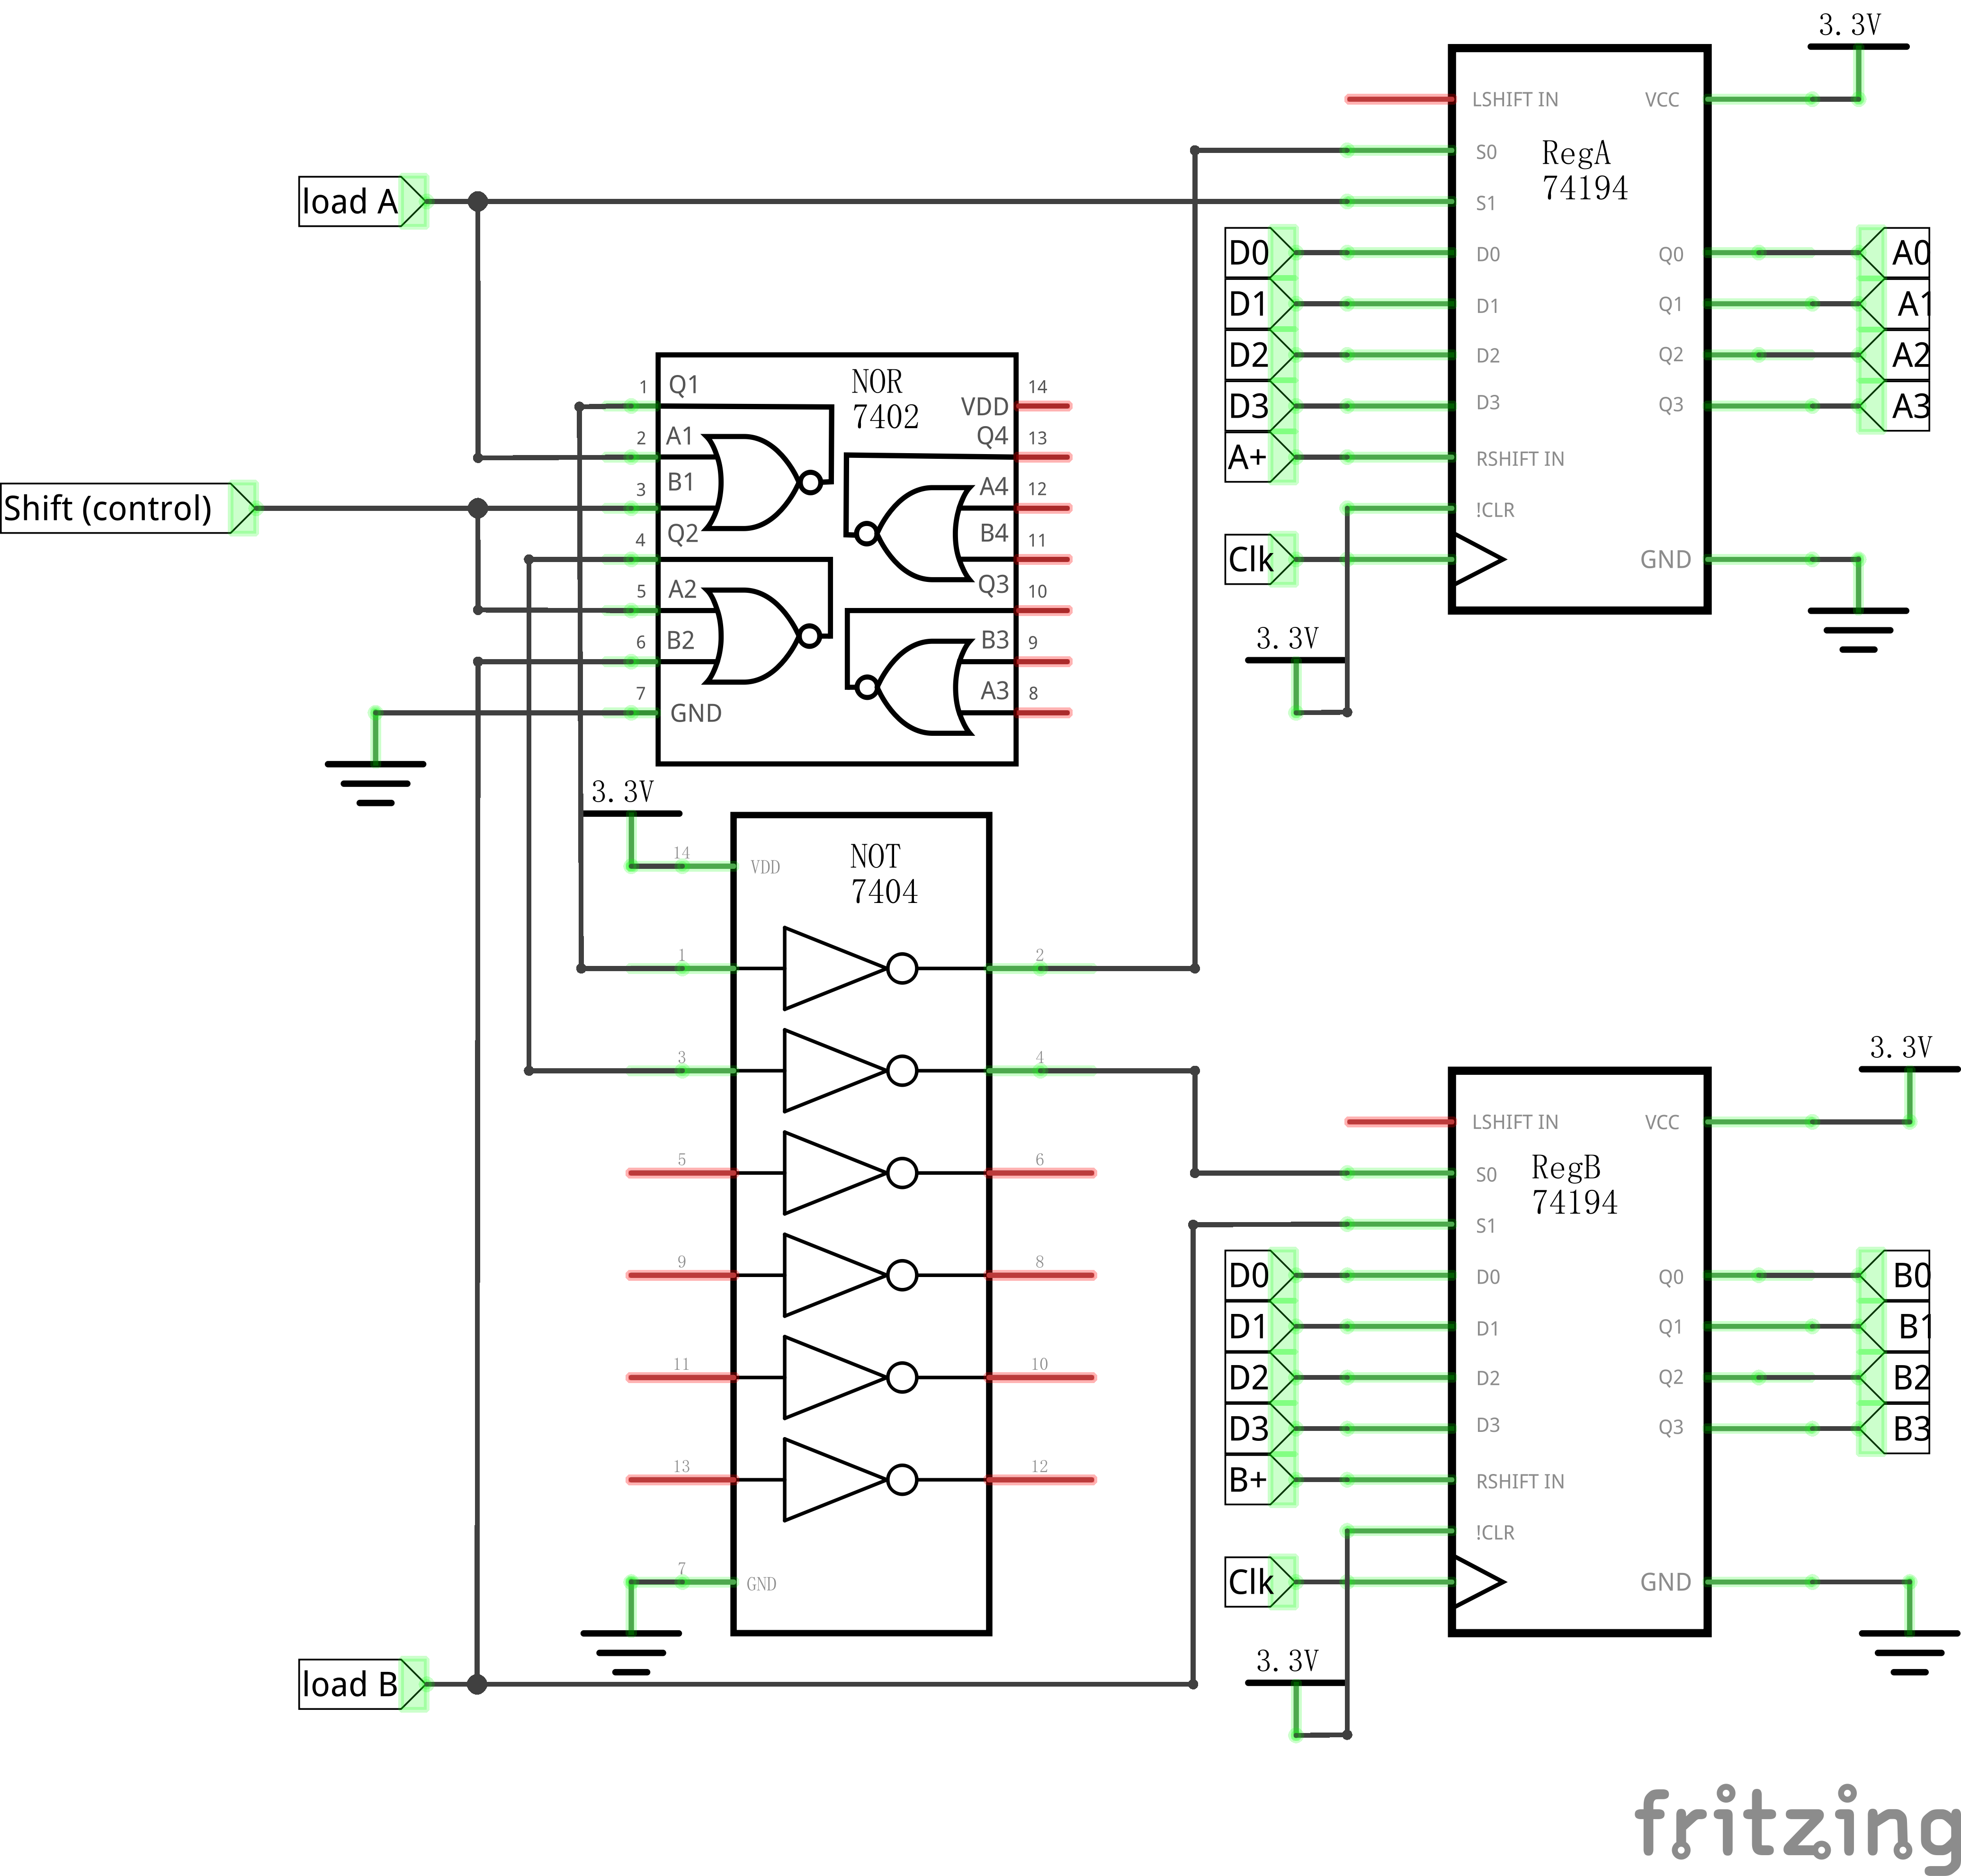 3.3V
LSHIFT IN
VCC
RegA
74194
S0
S1
load A
D0
D0
Q0
A0
D1
D1
Q1
A1
D2
D2
Q2
A2
D3
D3
Q3
A3
A+
RSHIFT IN
!CLR
Clk
GND
3.3V
NOR
7402
1
Q1
2
A1
3
B1
4
Q2
5
A2
6
B2
7
GND
14
VDD
13
Q4
12
A4
11
B4
10
Q3
9
B3
8
A3
Shift (control)
3.3V
14
VDD
NOT
7404
1
2
3
4
5
6
9
8
11
10
13
12
7
GND
3.3V
LSHIFT IN
VCC
RegB
74194
S0
S1
D0
D0
Q0
B0
D1
D1
Q1
B1
D2
D2
Q2
B2
D3
D3
Q3
B3
B+
RSHIFT IN
!CLR
Clk
GND
3.3V
load B
fritzing